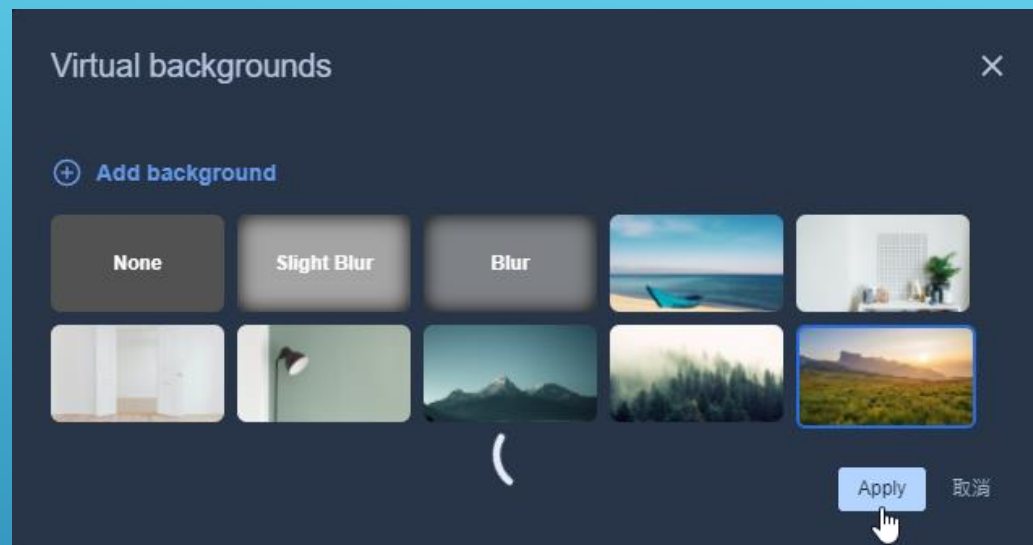 Virtual backgrounds
Add background
None
Slight Blur
Blur
Apply
取消